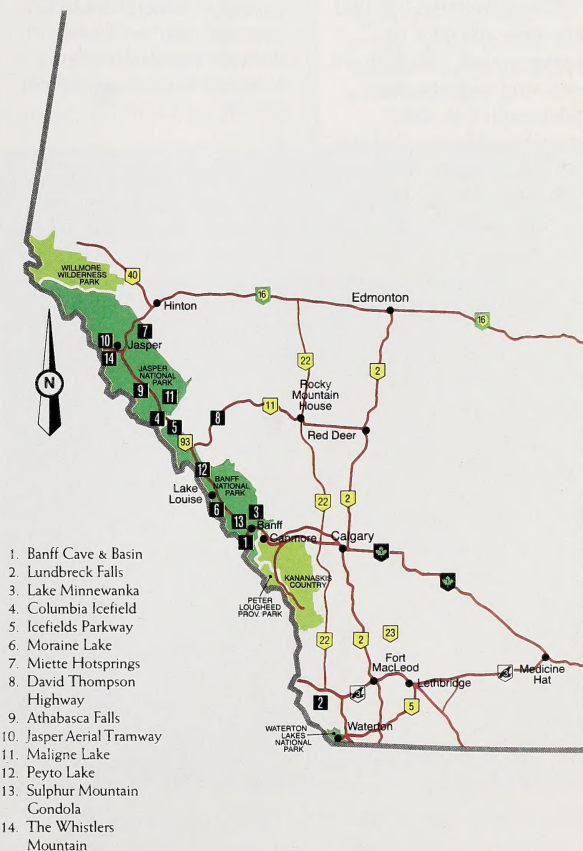 WILLMORE
WILDERNESS
PARK
40
Hinton
16
Edmonton
16
7
10
Jasper
14
JASPER
NATIONAL
PARK
22
2
N
9
11
Rocky
Mountain
House
11
8
4
5
Red Deer
93
12
BANFF
NATIONAL
PARK
Lake
Louise
22
2
6
3
13
Banff
1
Canmore
Calgary
KANANASKIS
COUNTRY
PETER
LOUGHEED
PROV. PARK
22
2
23
Fort
MacLeod
Medicine
Hat
Lethbridge
3
3
2
5
WATERTON
LAKES
NATIONAL
PARK
Waterton
1. Banff Cave & Basin
2. Lundbreck Falls
3. Lake Minnewanka
4. Columbia Icefield
5. Icefields Parkway
6. Moraine Lake
7. Miette Hotsprings
8. David Thompson
Highway
9. Athabasca Falls
10. Jasper Aerial Tramway
11. Maligne Lake
12. Peyto Lake
13. Sulphur Mountain
Gondola
14. The Whistlers
Mountain